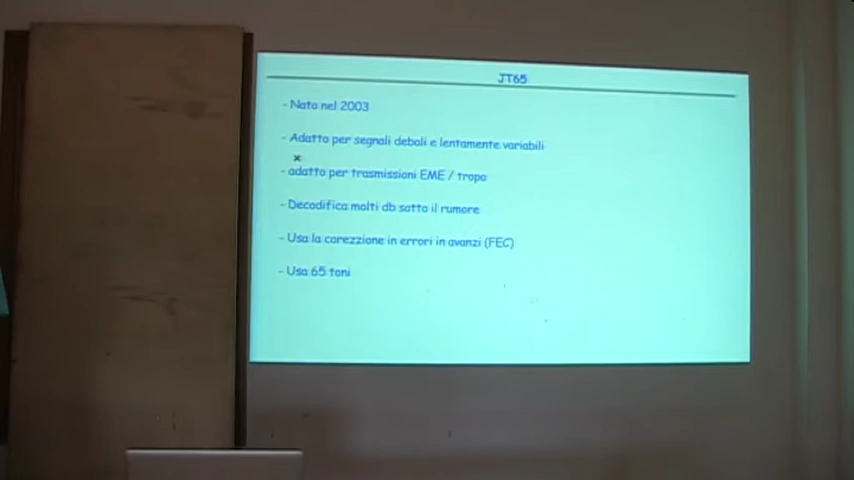 JT65
- Nato nel 2003
- Adatto per segnali deboli e lentamente variabili
- adatto per trasmissioni EME / tropo
- Decodifica molti db sotto il rumore
- Usa la corezzione in errori in avanzi (FEC)
- Usa 65 toni